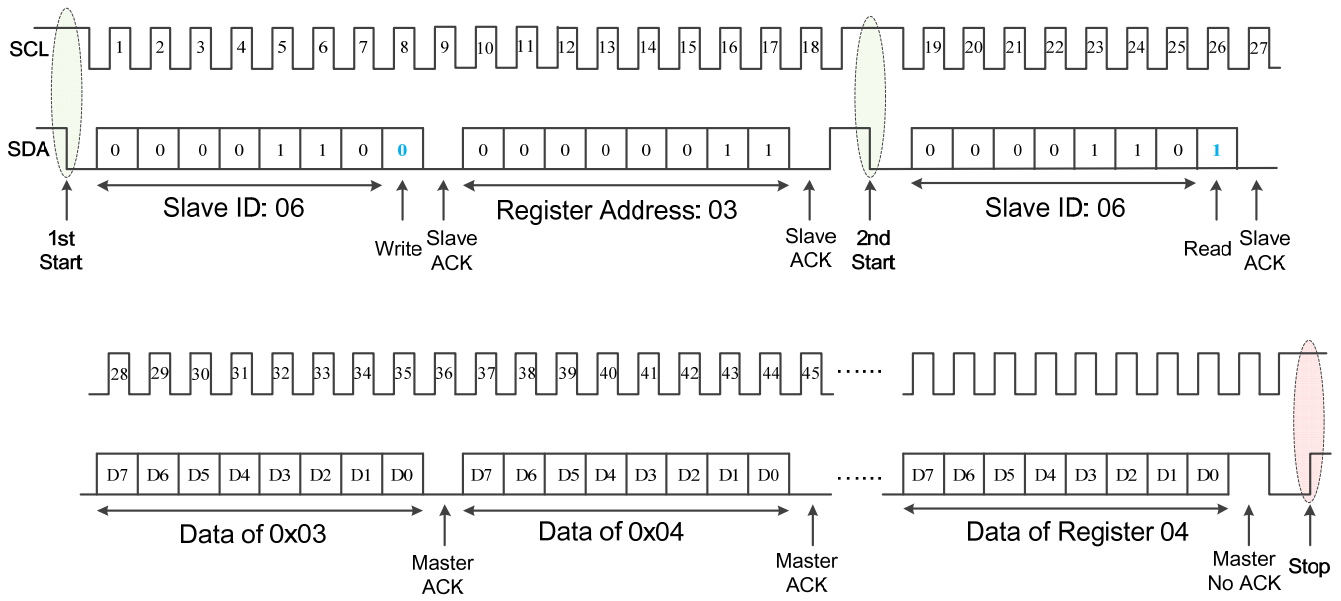 SCL 1 2 3 4 5 6 7 8 9 10 11 12 13 14 15 16 17 18 19 20 21 22 23 24 25 26 27
SDA 0 0 0 0 1 1 0 0 0 0 0 0 0 0 1 1 0 0 0 0 1 1 0 1
Slave ID: 06 Register Address: 03 Slave ID: 06
1st Start
Write
Slave ACK
Slave ACK
2nd Start
Read
Slave ACK
28 29 30 31 32 33 34 35 36 37 38 39 40 41 42 43 44 45 ......
D7 D6 D5 D4 D3 D2 D1 D0 D7 D6 D5 D4 D3 D2 D1 D0 ...... D7 D6 D5 D4 D3 D2 D1 D0
Data of 0x03 Data of 0x04 Data of Register 04
Master ACK
Master ACK
Master No ACK
Stop